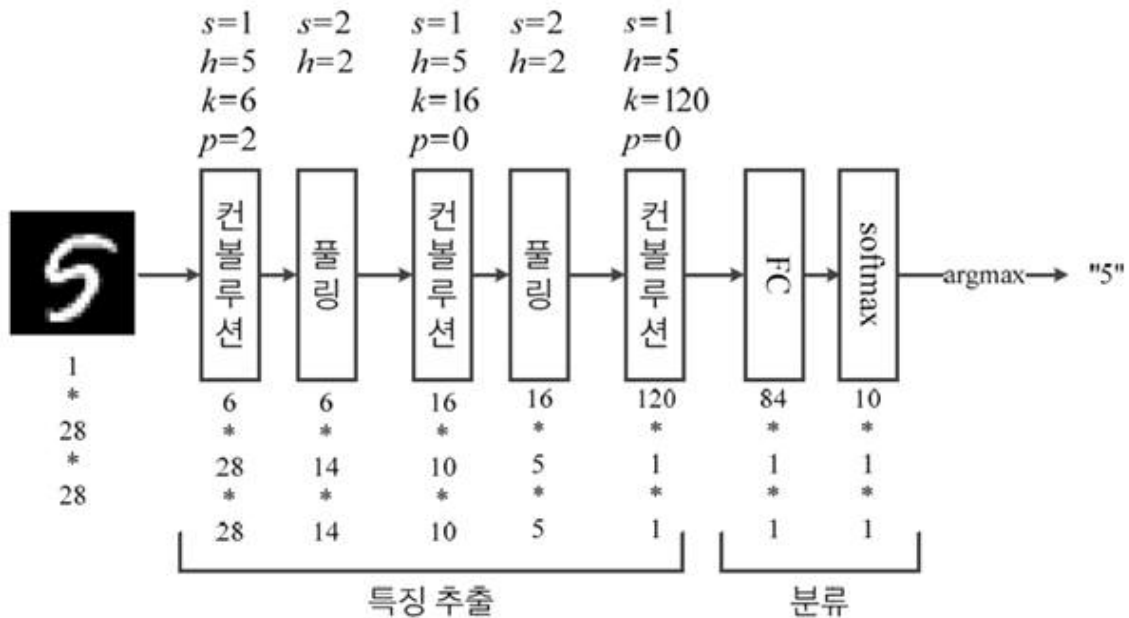 s=1 s=2 s=1 s=2 s=1
h=5 h=2 h=5 h=2 h=5
k=6 k=16 k=120
p=2 p=0 p=0
컨볼루션 풀링 컨볼루션 풀링 컨볼루션 FC softmax argmax "5"
1 * 28 * 28
6 6 16 16 120 84 10
* * * * * * *
28 14 10 5 1 1 1
* * * * * * *
28 14 10 5 1 1 1
특징 추출 분류